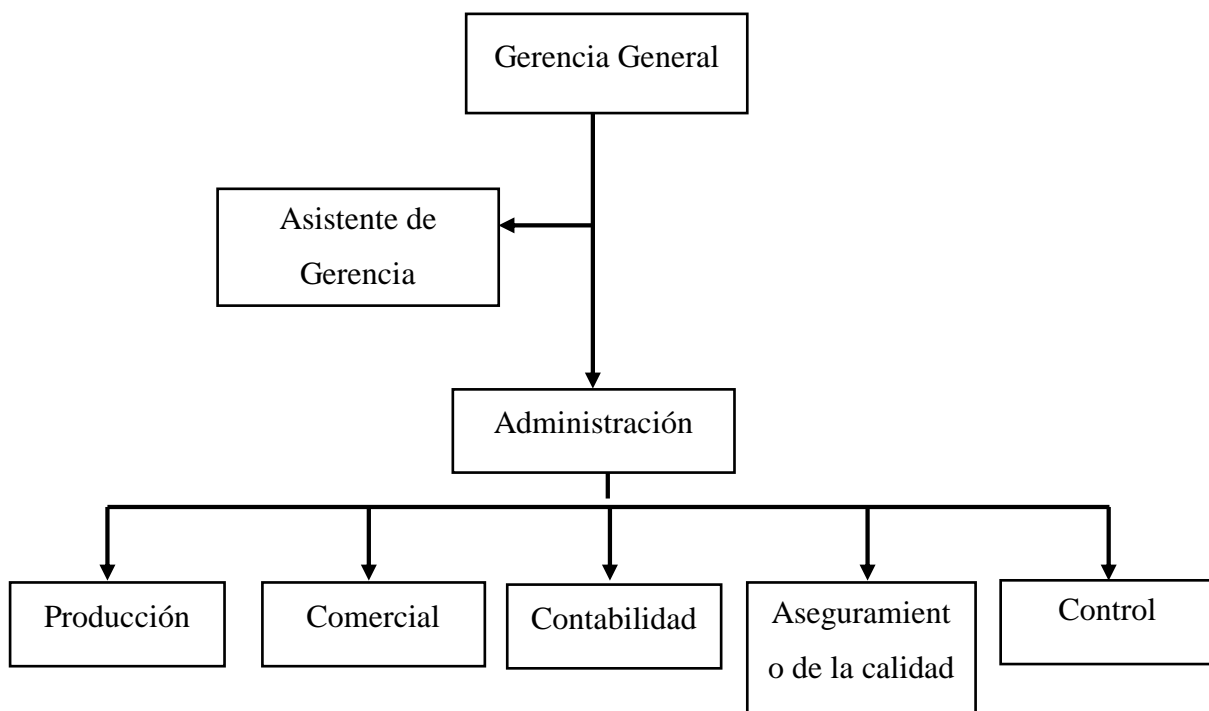 Gerencia General
Asistente de
Gerencia
Administración
Producción
Comercial
Contabilidad
Aseguramient
o de la calidad
Control